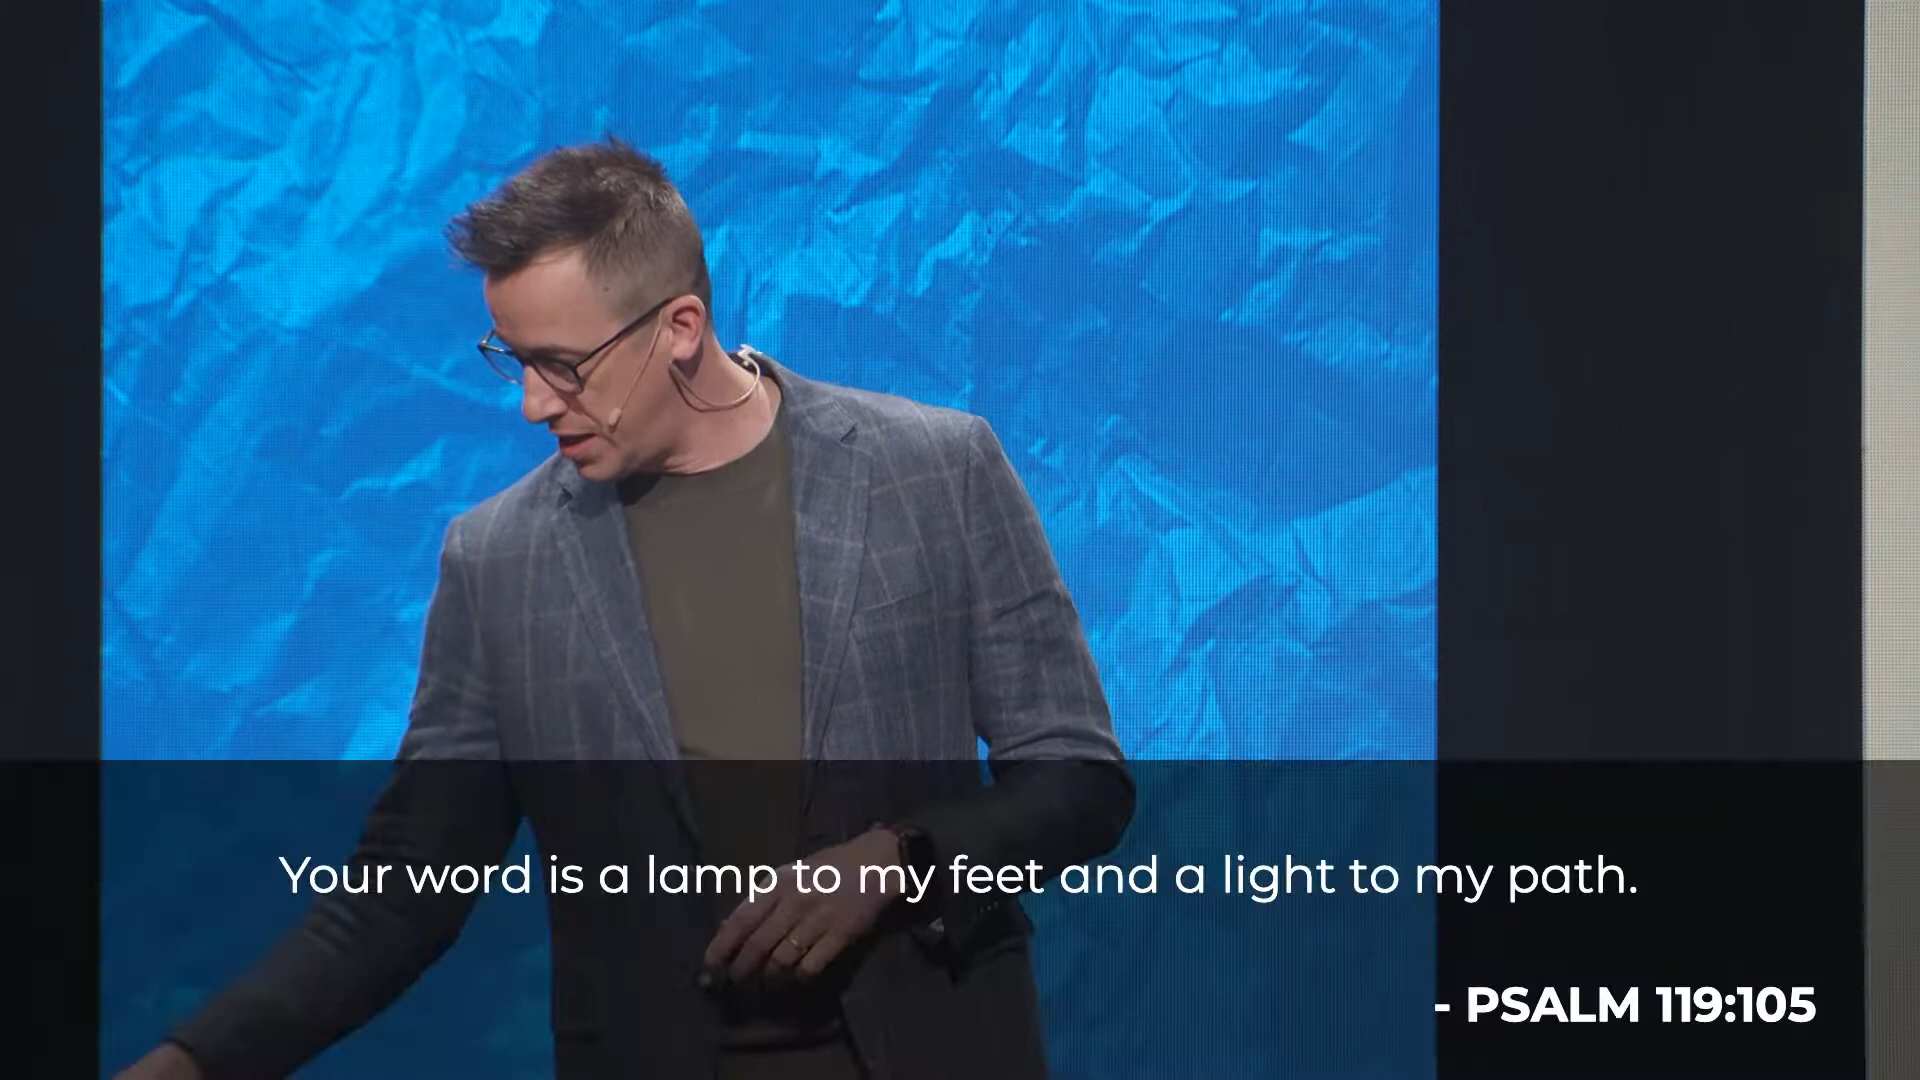 Your word is a lamp to my feet and a light to my path.
- PSALM 119:105